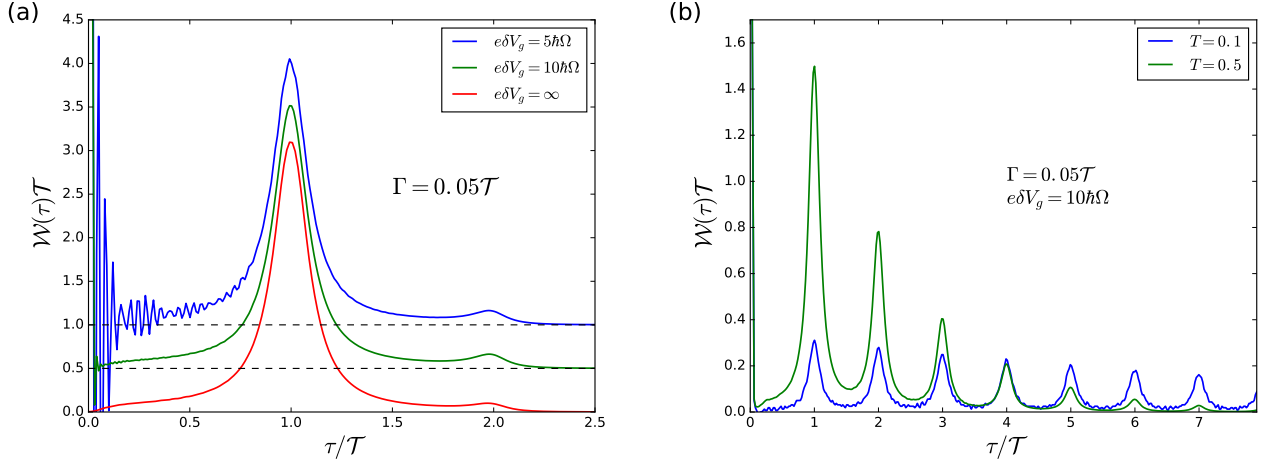 (a)
4.5
4.0
3.5
3.0
2.5
2.0
1.5
1.0
0.5
0.0
𝒲(τ)𝒯
eδV_g = 5ℏΩ
eδV_g = 10ℏΩ
eδV_g = ∞
Γ = 0.05𝒯
0.0 0.5 1.0 1.5 2.0 2.5
τ/𝒯
(b)
1.6
1.4
1.2
1.0
0.8
0.6
0.4
0.2
0.0
𝒲(τ)𝒯
T = 0.1
T = 0.5
Γ = 0.05𝒯
eδV_g = 10ℏΩ
0 1 2 3 4 5 6 7
τ/𝒯